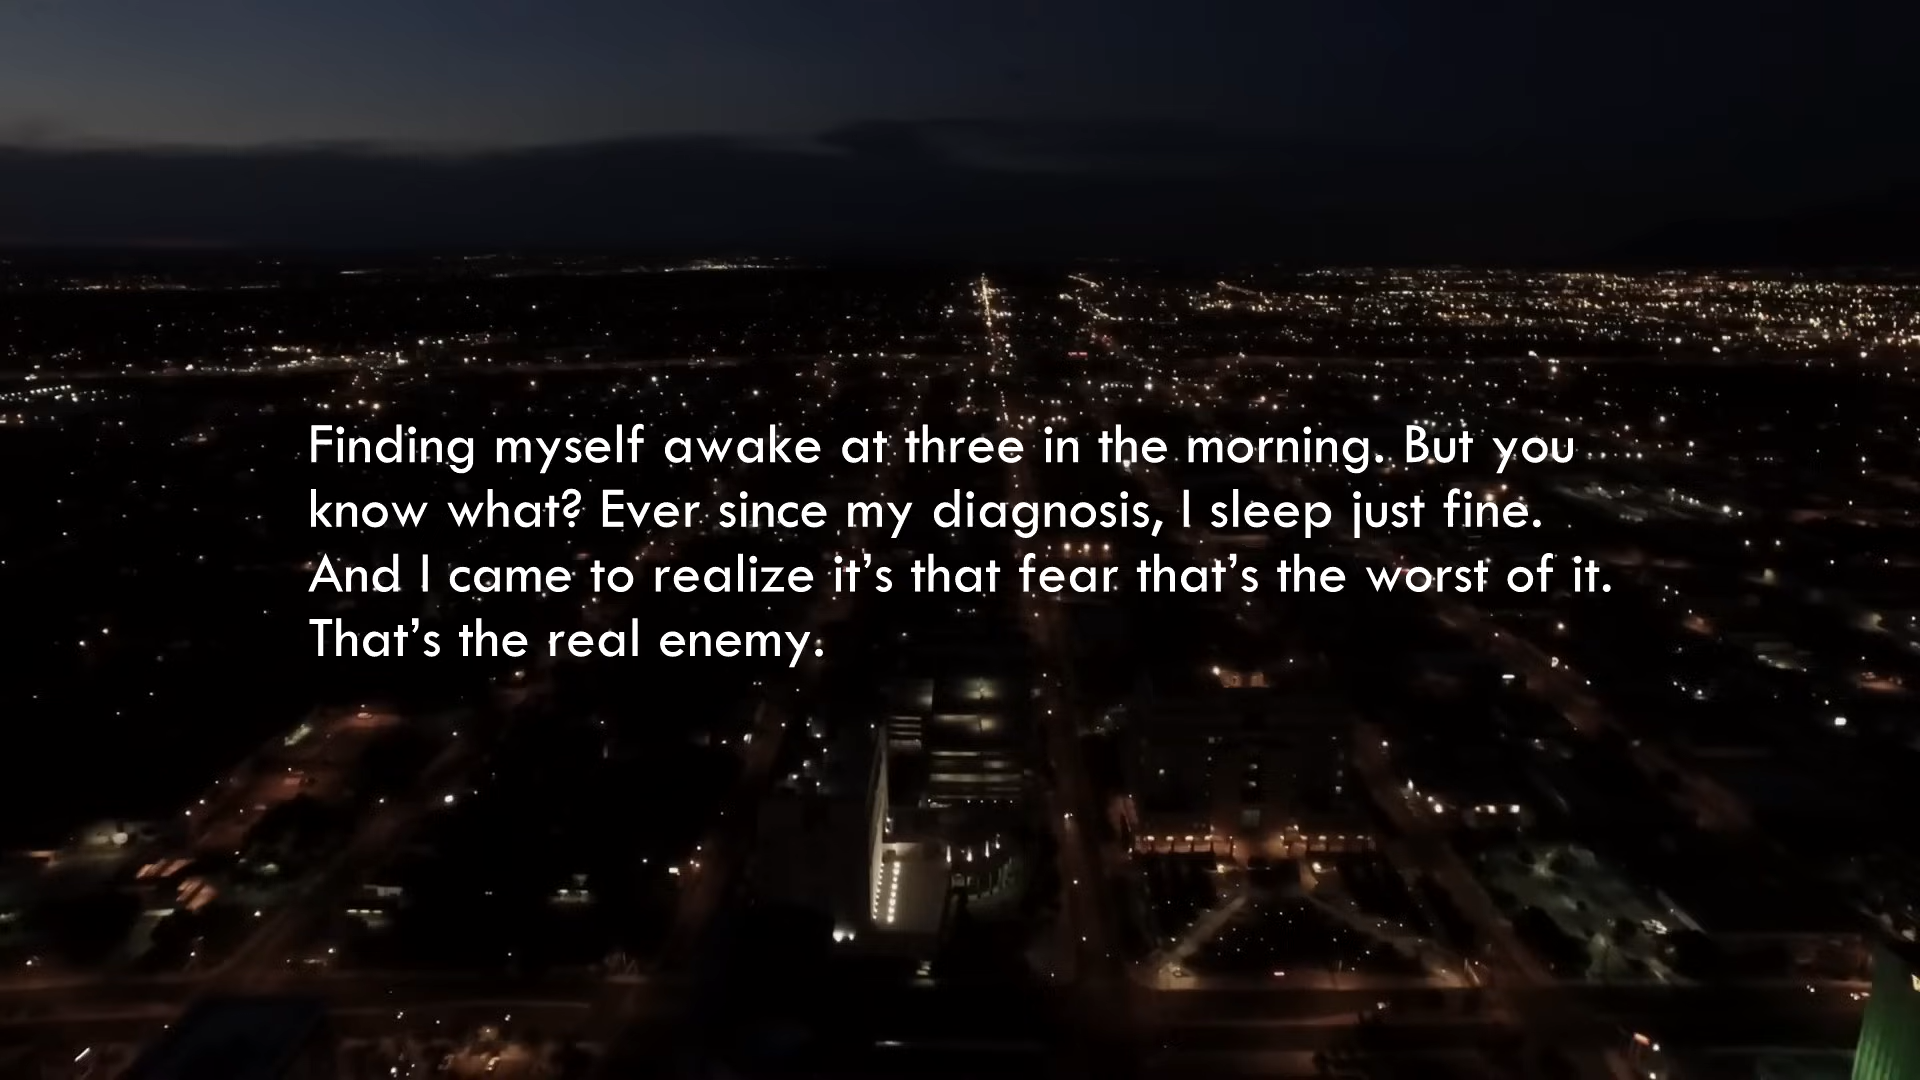 Finding myself awake at three in the morning. But you
know what? Ever since my diagnosis, I sleep just fine.
And I came to realize it’s that fear that’s the worst of it.
That’s the real enemy.